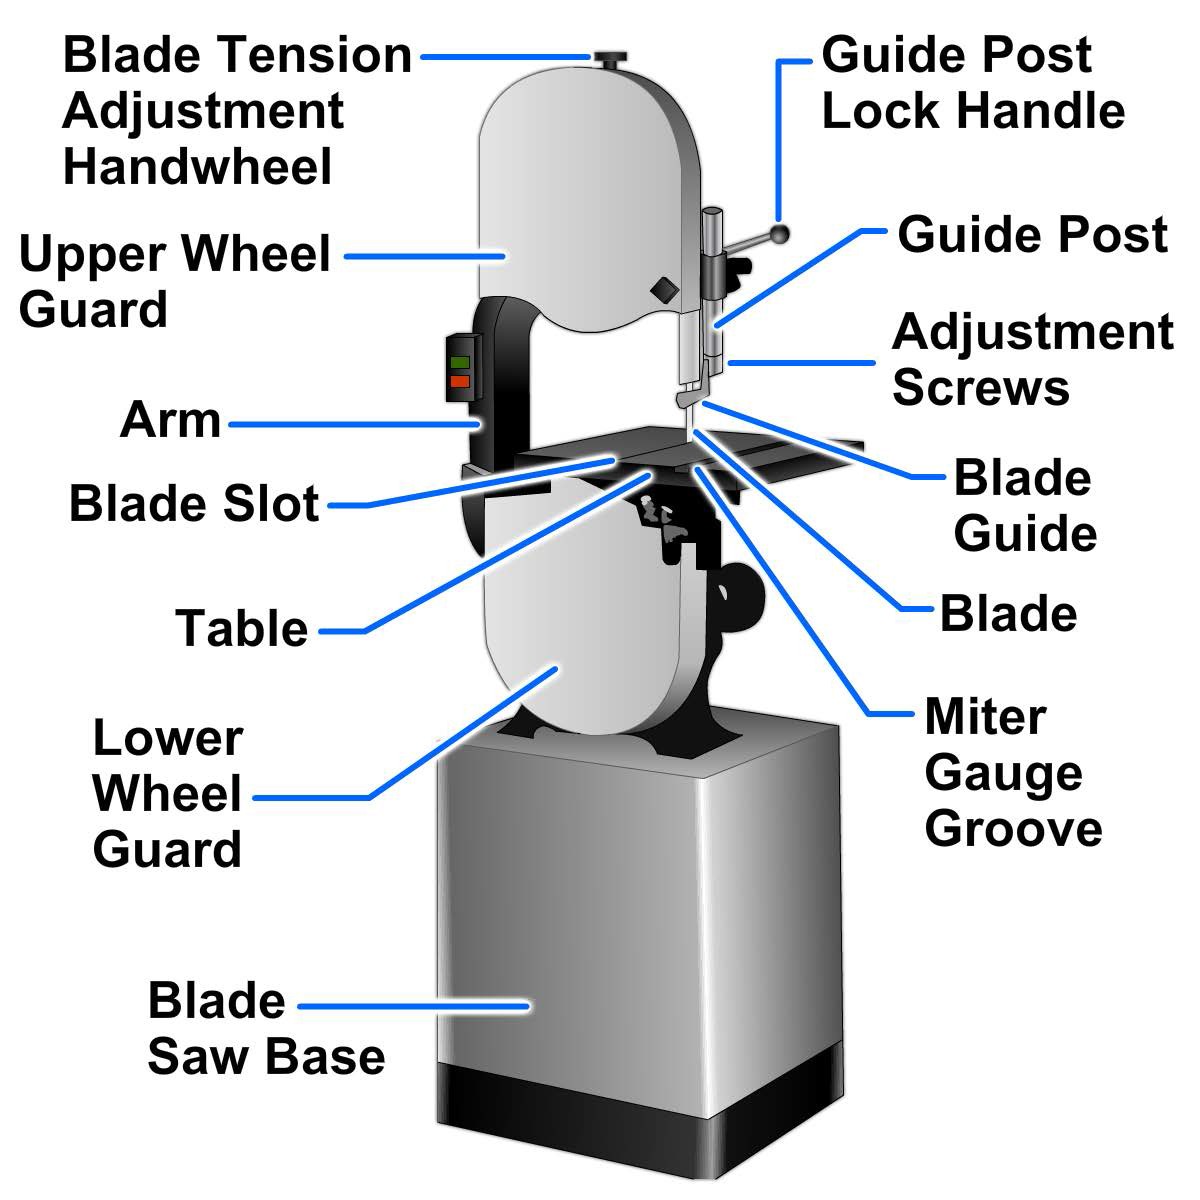 Blade Tension
Adjustment
Handwheel
Guide Post
Lock Handle
Upper Wheel
Guard
Guide Post
Adjustment
Screws
Arm
Blade Slot
Blade
Guide
Table
Blade
Lower
Wheel
Guard
Miter
Gauge
Groove
Blade
Saw Base